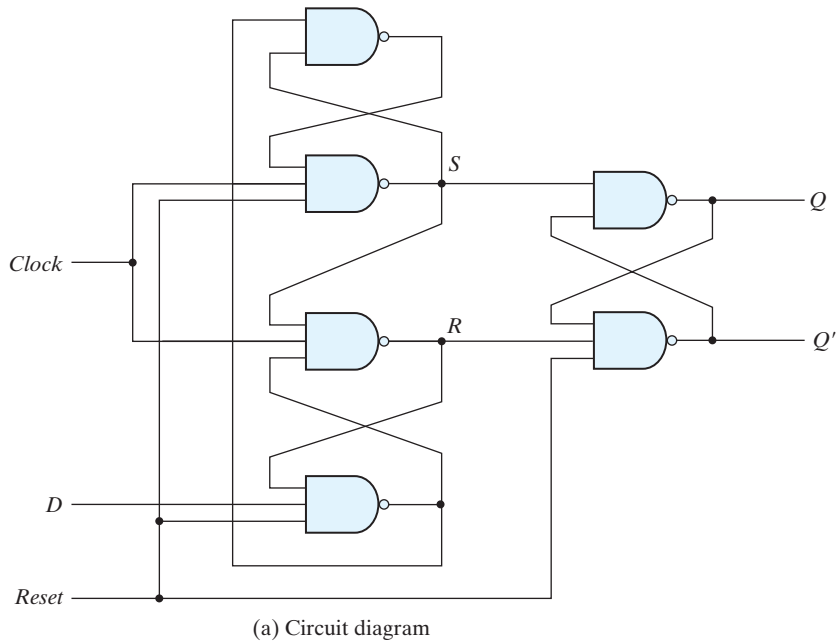 S
Q
Clock
R
Q′
D
Reset
(a) Circuit diagram